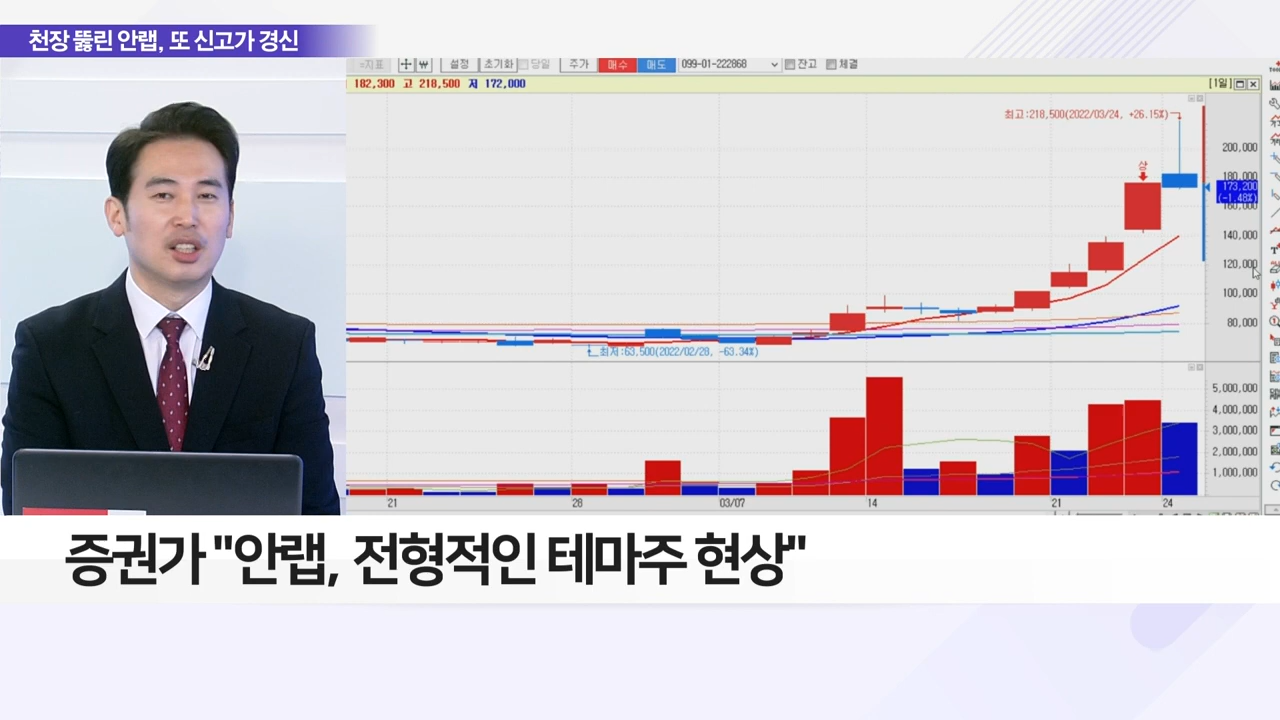 천장 뚫린 안랩, 또 신고가 경신
설정 초기화 당일 주가 매수 매도 099-01-222868 잔고 체결
182,300 고 218,500 저 172,000 [1일]
최고:218,500(2022/03/24, +26.15%)
상
200,000
180,000
173,200
(-1.48%)
160,000
140,000
120,000
100,000
80,000
최저:63,500(2022/02/28, -63.34%)
5,000,000
4,000,000
3,000,000
2,000,000
1,000,000
21 28 03/07 14 21 24
증권가 "안랩, 전형적인 테마주 현상"